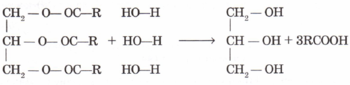 CH₂ — O — OC — R HO — H CH₂ — OH
CH — O — OC — R + HO — H ⟶ CH — OH + 3RCOOH
CH₂ — O — OC — R HO — H CH₂ — OH